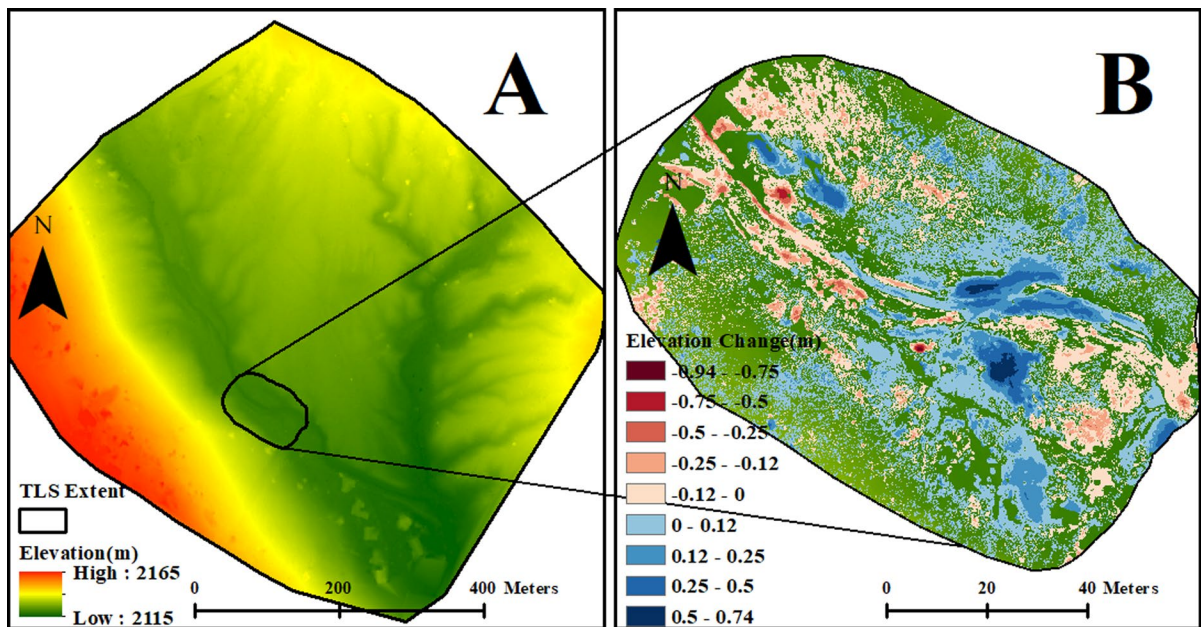 A
N
TLS Extent
Elevation(m)
High : 2165
Low : 2115
0 200 400 Meters
B
N
Elevation Change(m)
-0.94 - -0.75
-0.75 - -0.5
-0.5 - -0.25
-0.25 - -0.12
-0.12 - 0
0 - 0.12
0.12 - 0.25
0.25 - 0.5
0.5 - 0.74
0 20 40 Meters